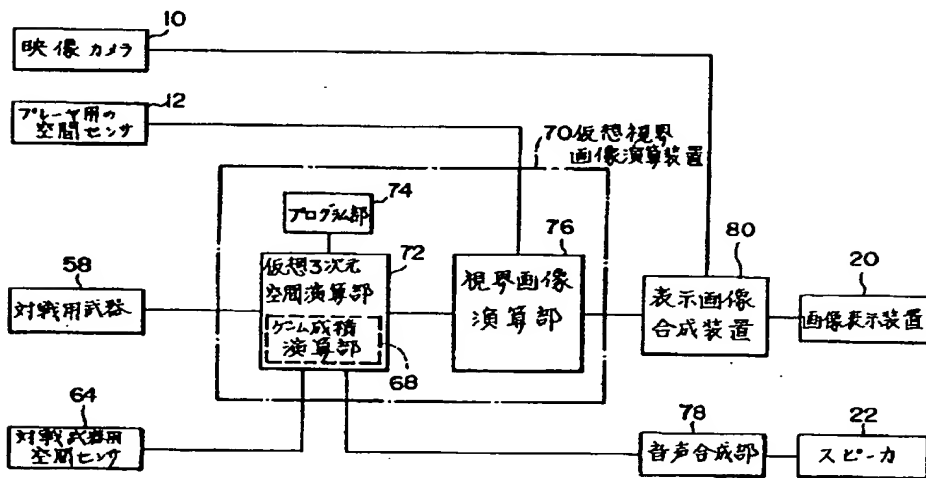 10
映像カメラ
12
プレーヤ用の
空間センサ
70仮想視界
画像演算装置
74
プログラム部
72
仮想3次元
空間演算部
ゲーム成績
演算部
68
76
視界画像
演算部
80
表示画像
合成装置
20
画像表示装置
58
対戦用武器
64
対戦武器用
空間センサ
78
音声合成部
22
スピーカ